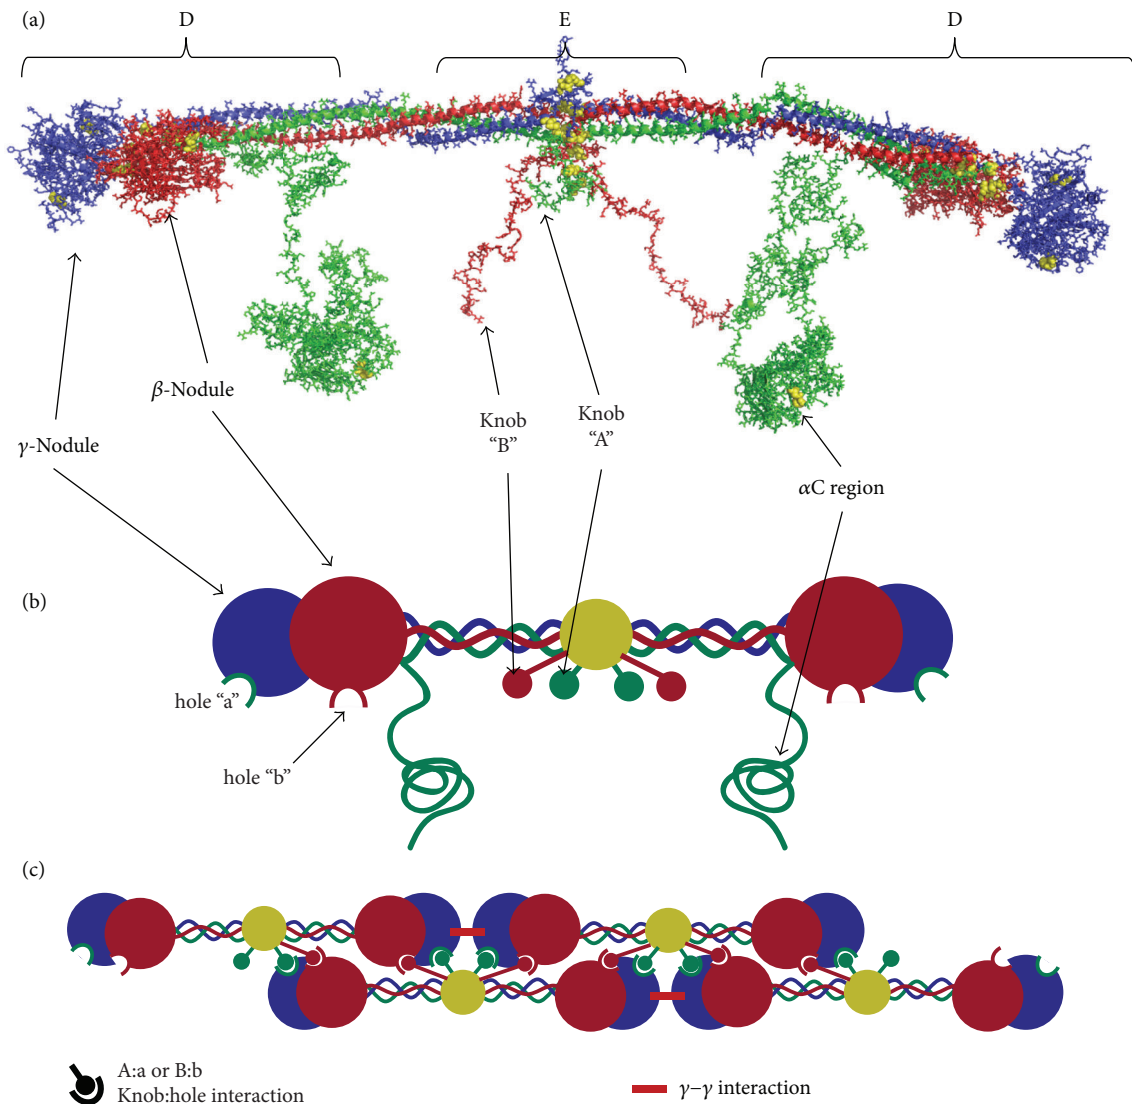 (a)
D
E
D
β-Nodule
γ-Nodule
Knob
“B”
Knob
“A”
αC region
(b)
hole “a”
hole “b”
(c)
A:a or B:b
Knob:hole interaction
γ–γ interaction